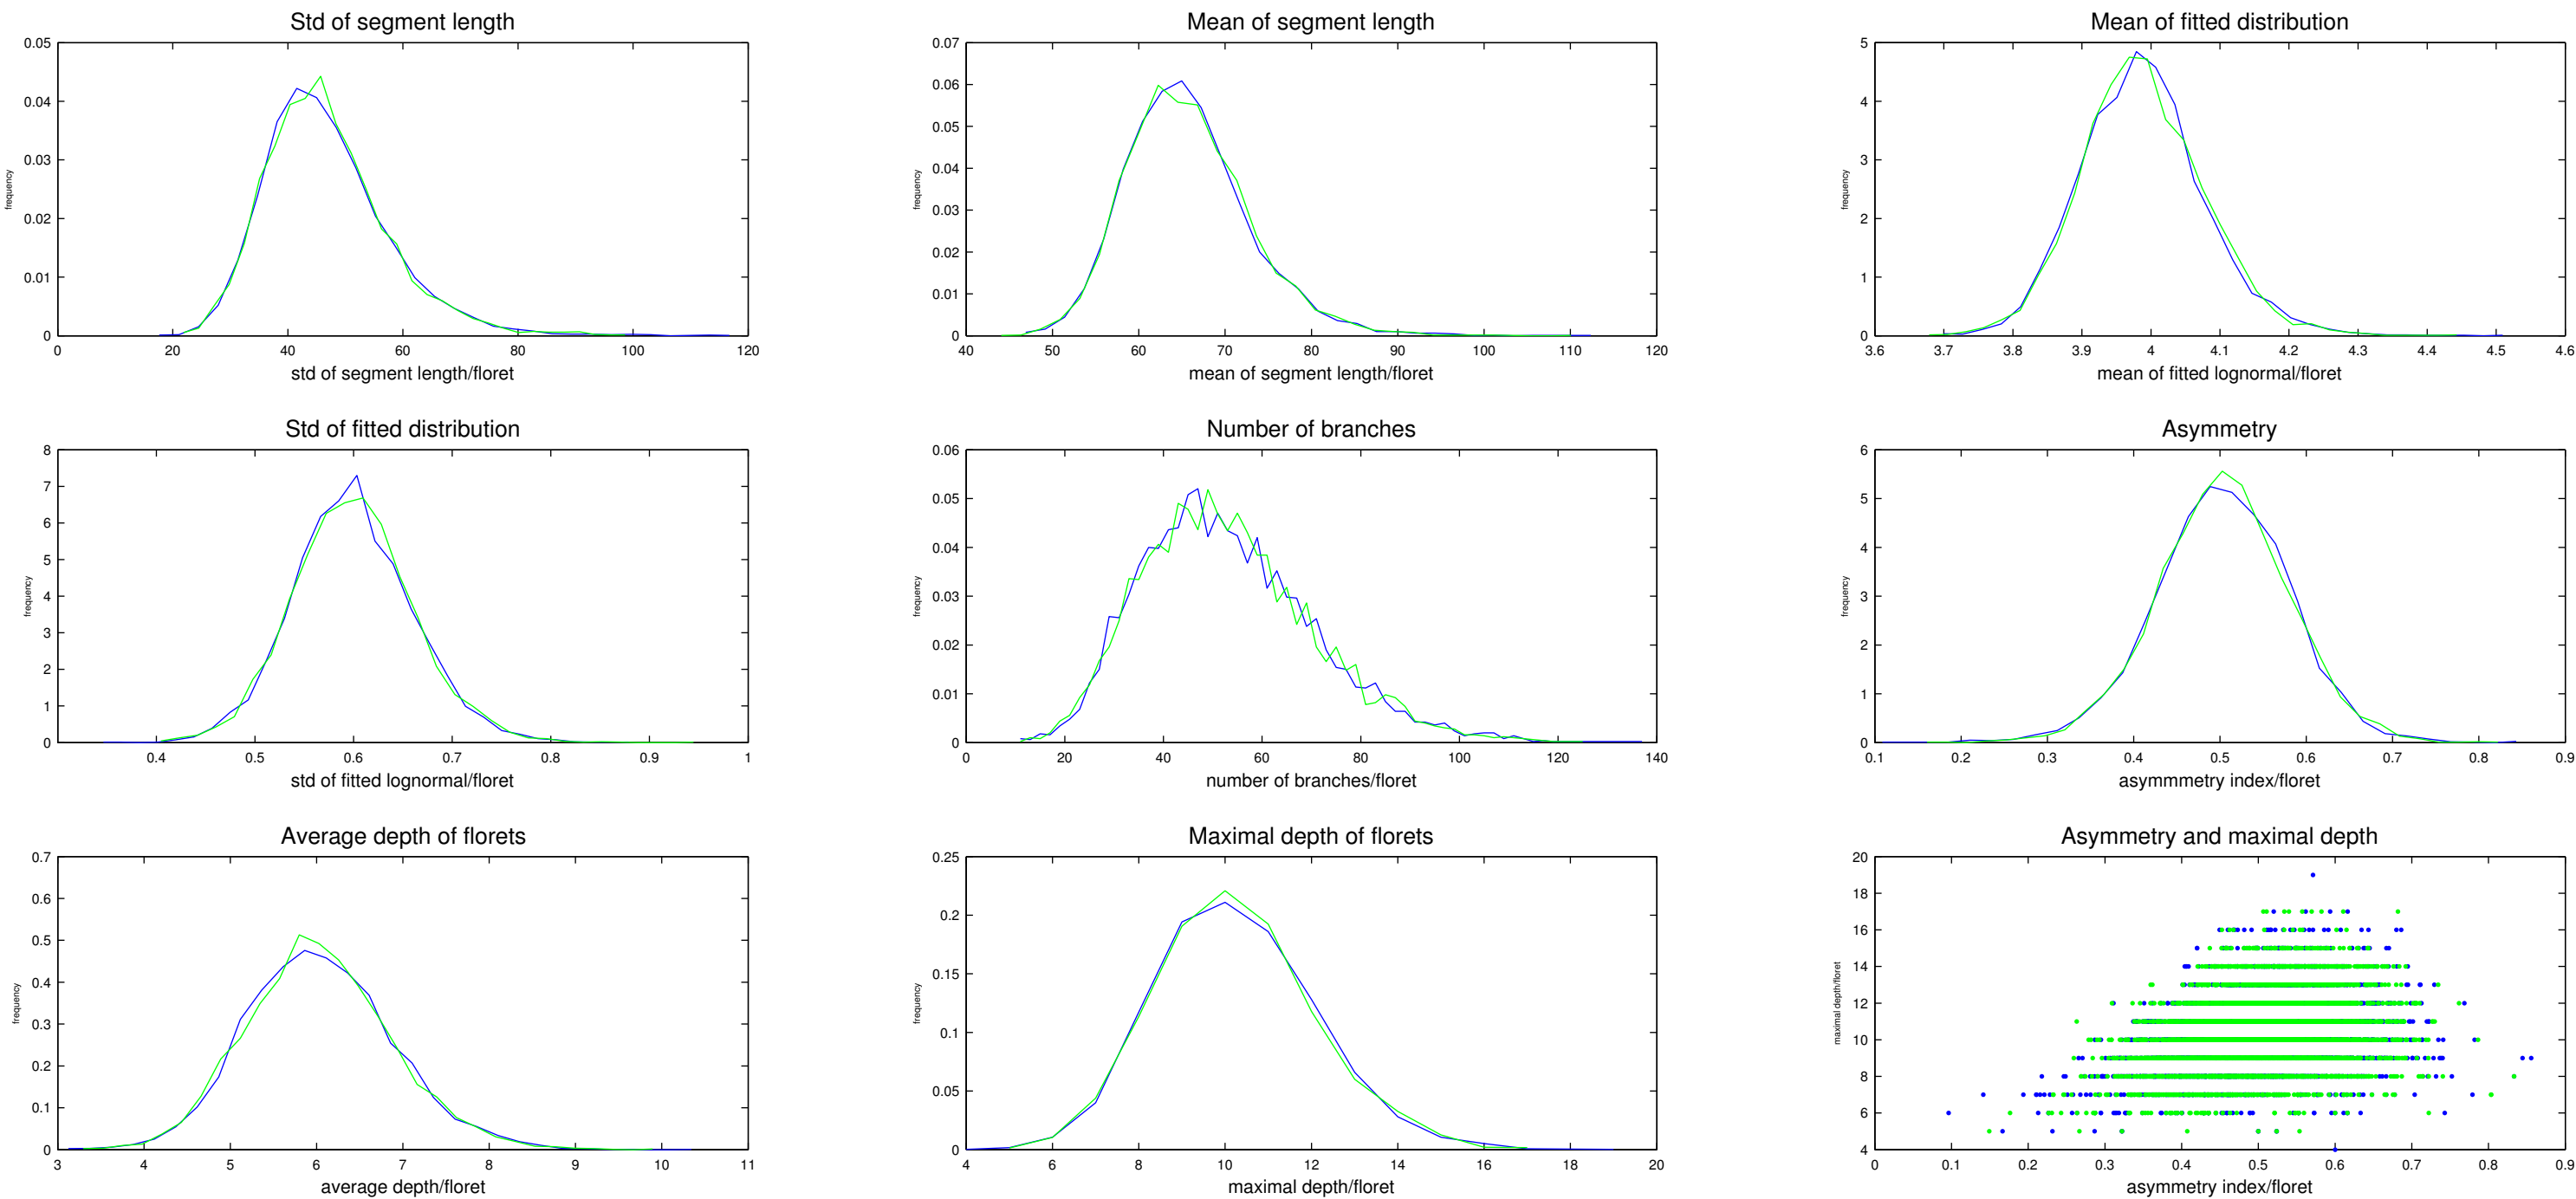 Std of segment length
0.05
0.04
0.03
0.02
0.01
0
frequency
0 20 40 60 80 100 120
std of segment length/floret
Mean of segment length
0.07
0.06
0.05
0.04
0.03
0.02
0.01
0
frequency
40 50 60 70 80 90 100 110 120
mean of segment length/floret
Mean of fitted distribution
5
4
3
2
1
0
frequency
3.6 3.7 3.8 3.9 4 4.1 4.2 4.3 4.4 4.5 4.6
mean of fitted lognormal/floret
Std of fitted distribution
8
7
6
5
4
3
2
1
0
frequency
0.4 0.5 0.6 0.7 0.8 0.9 1
std of fitted lognormal/floret
Number of branches
0.06
0.05
0.04
0.03
0.02
0.01
0
frequency
0 20 40 60 80 100 120 140
number of branches/floret
Asymmetry
6
5
4
3
2
1
0
frequency
0.1 0.2 0.3 0.4 0.5 0.6 0.7 0.8 0.9
asymmmetry index/floret
Average depth of florets
0.7
0.6
0.5
0.4
0.3
0.2
0.1
0
frequency
3 4 5 6 7 8 9 10 11
average depth/floret
Maximal depth of florets
0.25
0.2
0.15
0.1
0.05
0
frequency
4 6 8 10 12 14 16 18 20
maximal depth/floret
Asymmetry and maximal depth
20
18
16
14
12
10
8
6
4
maximal depth/floret
0 0.1 0.2 0.3 0.4 0.5 0.6 0.7 0.8 0.9
asymmetry index/floret